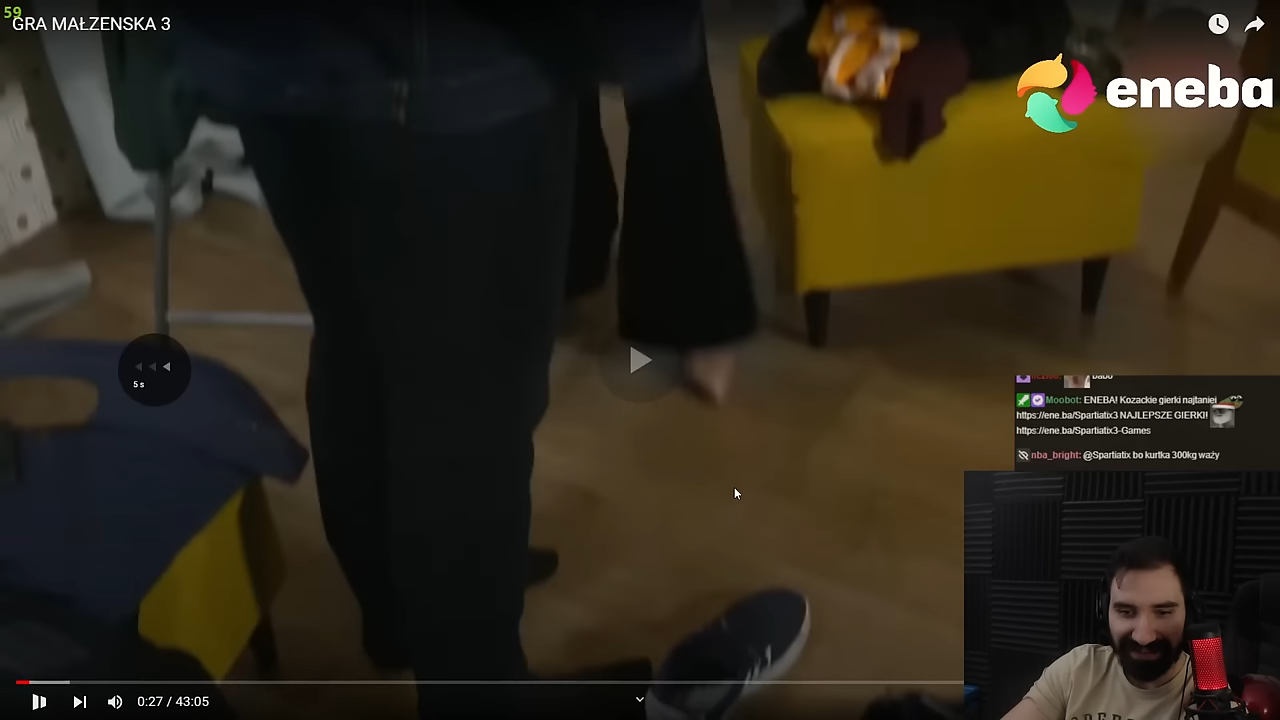 59
GRA MAŁZENSKA 3
eneba
Moobot: ENEBA! Kozackie gierki najtaniej
https://ene.ba/Spartiatix3 NAJLEPSZE GIERKI!
https://ene.ba/Spartiatix3-Games
nba_bright: @Spartiatix bo kurtka 300kg waży
5 s
0:27 / 43:05